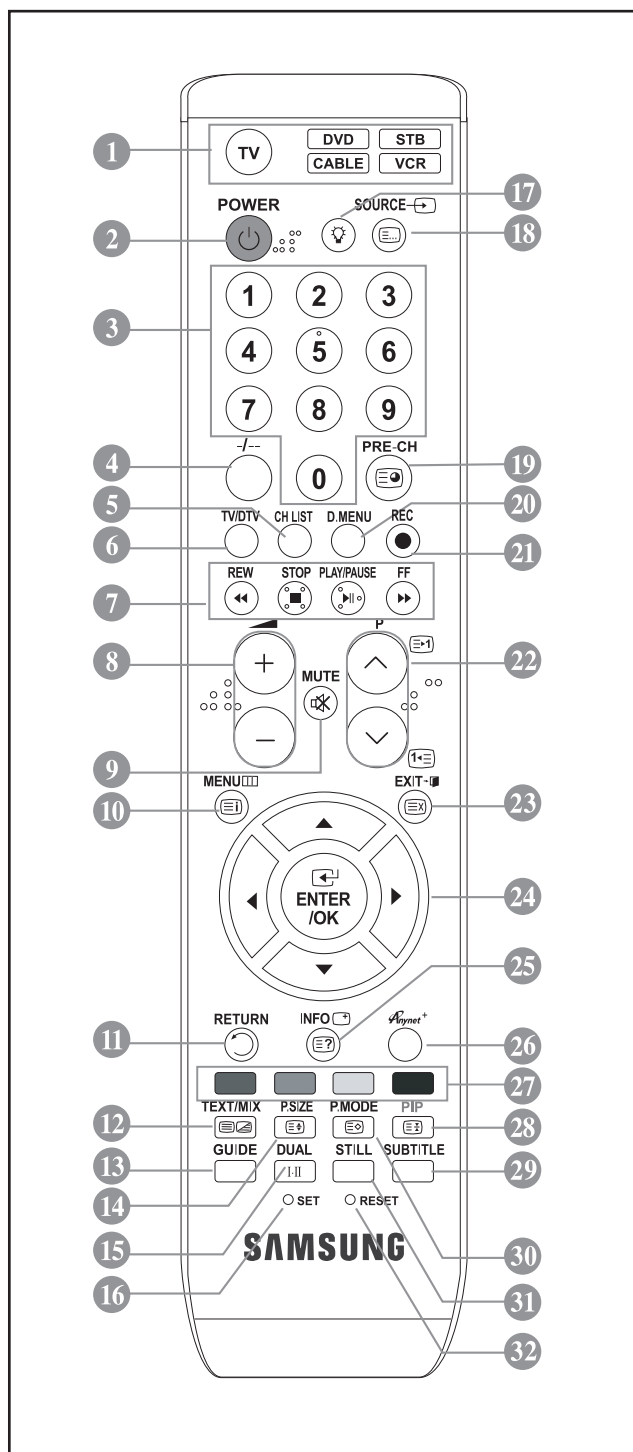 1 TV DVD STB
CABLE VCR
POWER SOURCE 17
2 18
1 2 3
3
4 5 6
7 8 9
-/-- PRE-CH
4 0 19
5 20
TV/DTV CH LIST D.MENU REC
6 21
REW STOP PLAY/PAUSE FF
7
P
8 + 22
MUTE
−
9
MENU EXIT
10 23
ENTER 24
/OK
25
RETURN INFO Anynet+
11 26
27
TEXT/MIX P.SIZE P.MODE PIP
12 28
GUIDE DUAL STILL SUBTITLE
13 I-II 29
14 SET RESET
15 SAMSUNG 30
16 31
32